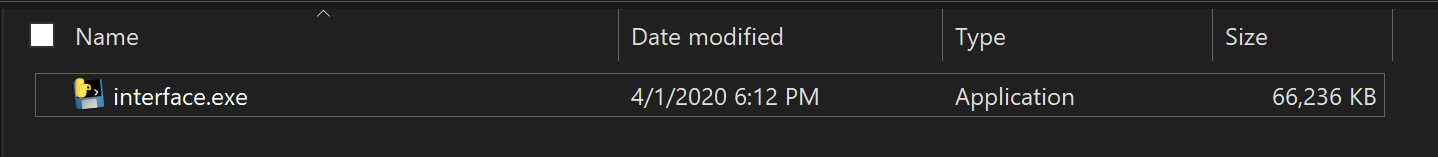 Name Date modified Type Size
interface.exe 4/1/2020 6:12 PM Application 66,236 KB